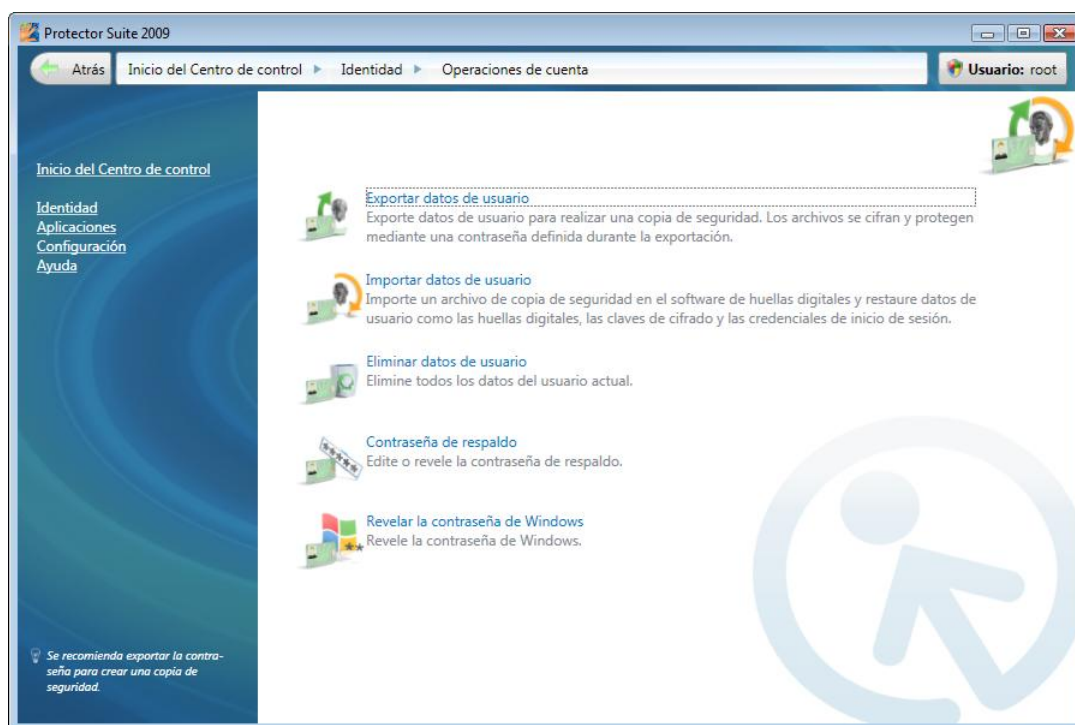 Protector Suite 2009
Atrás Inicio del Centro de control Identidad Operaciones de cuenta Usuario: root
Inicio del Centro de control
Identidad
Aplicaciones
Configuración
Ayuda
Exportar datos de usuario
Exporte datos de usuario para realizar una copia de seguridad. Los archivos se cifran y protegen
mediante una contraseña definida durante la exportación.
Importar datos de usuario
Importe un archivo de copia de seguridad en el software de huellas digitales y restaure datos de
usuario como las huellas digitales, las claves de cifrado y las credenciales de inicio de sesión.
Eliminar datos de usuario
Elimine todos los datos del usuario actual.
Contraseña de respaldo
Edite o revele la contraseña de respaldo.
Revelar la contraseña de Windows
Revele la contraseña de Windows.
Se recomienda exportar la contra-
seña para crear una copia de
seguridad.